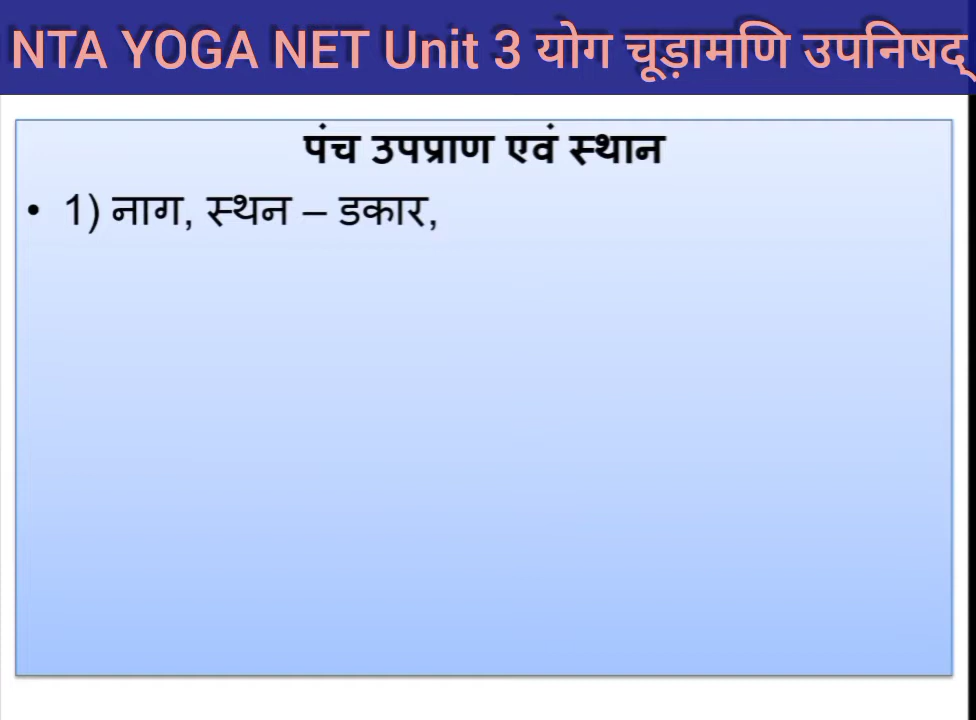 NTA YOGA NET Unit 3 योग चूड़ामणि उपनिषद्
पंच उपप्राण एवं स्थान
• 1) नाग, स्थन – डकार,